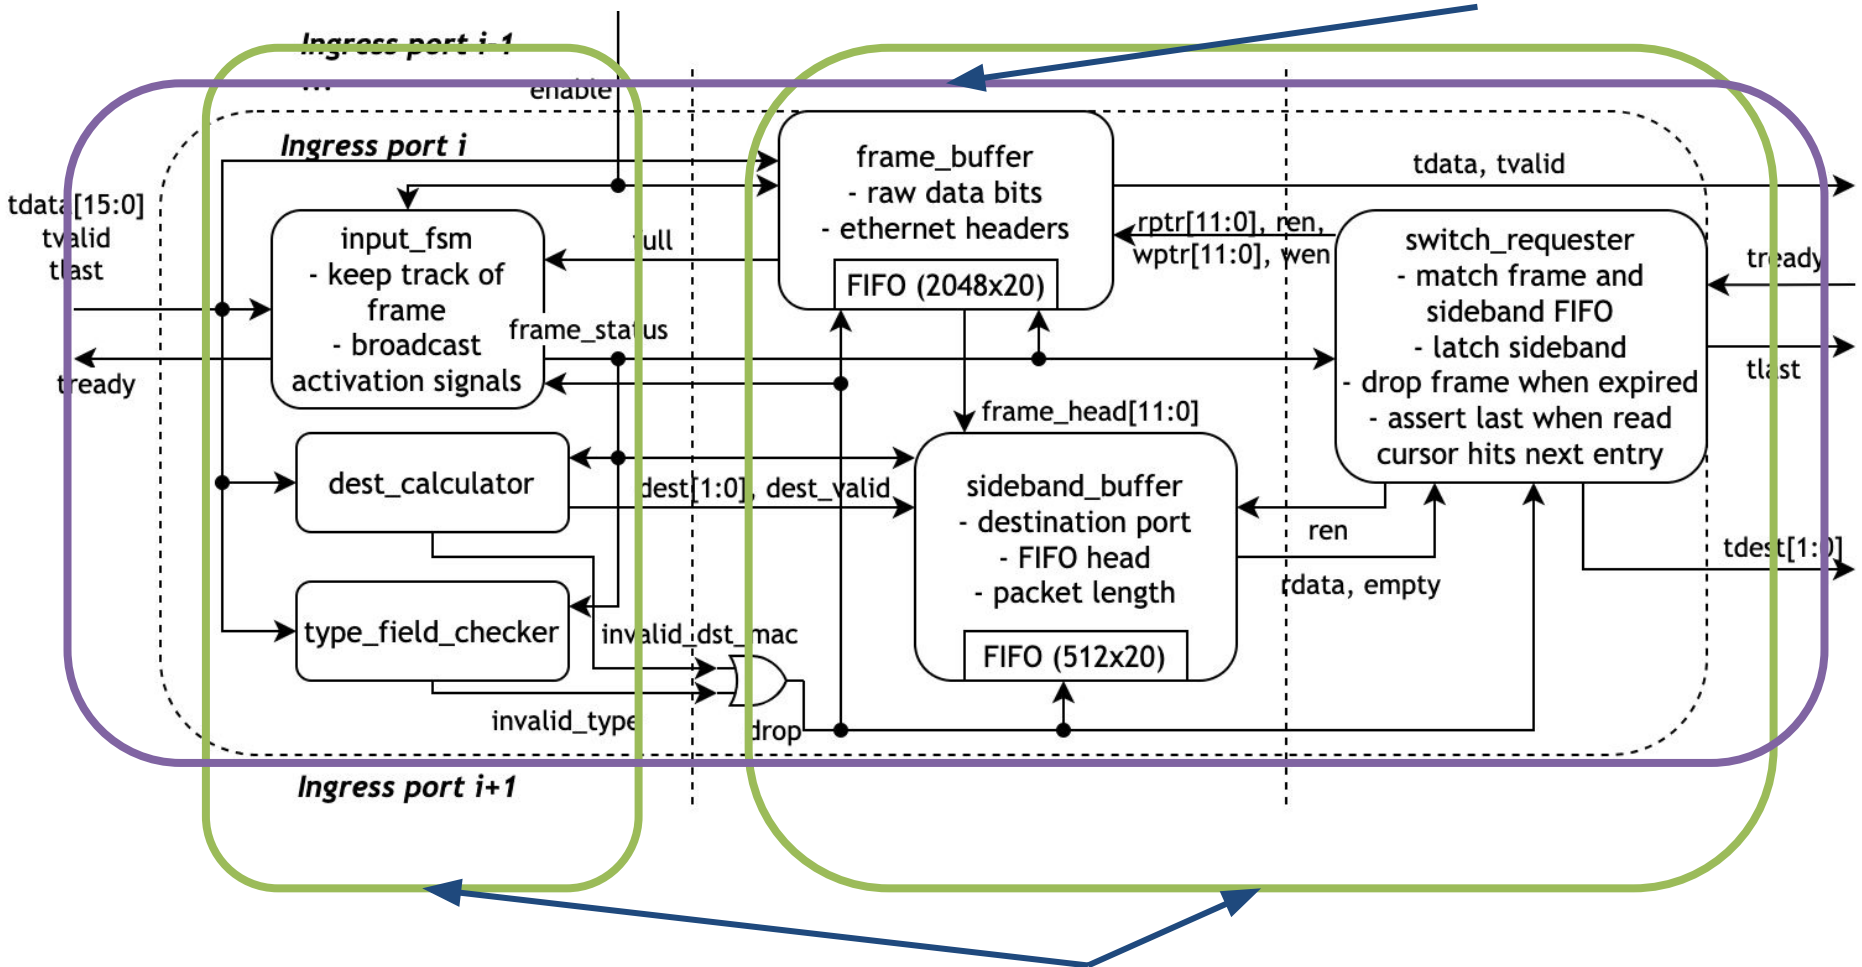 Ingress port i-1
...
enable
Ingress port i
tdata[15:0]
tvalid
tlast
tready
input_fsm
- keep track of
frame
- broadcast
activation signals
full
frame_status
dest_calculator
dest[1:0], dest_valid
type_field_checker
invalid_dst_mac
invalid_type
drop
frame_buffer
- raw data bits
- ethernet headers
FIFO (2048x20)
frame_head[11:0]
sideband_buffer
- destination port
- FIFO head
- packet length
FIFO (512x20)
tdata, tvalid
rptr[11:0], ren,
wptr[11:0], wen
switch_requester
- match frame and
sideband FIFO
- latch sideband
- drop frame when expired
- assert last when read
cursor hits next entry
ren
rdata, empty
tready
tlast
tdest[1:0]
Ingress port i+1